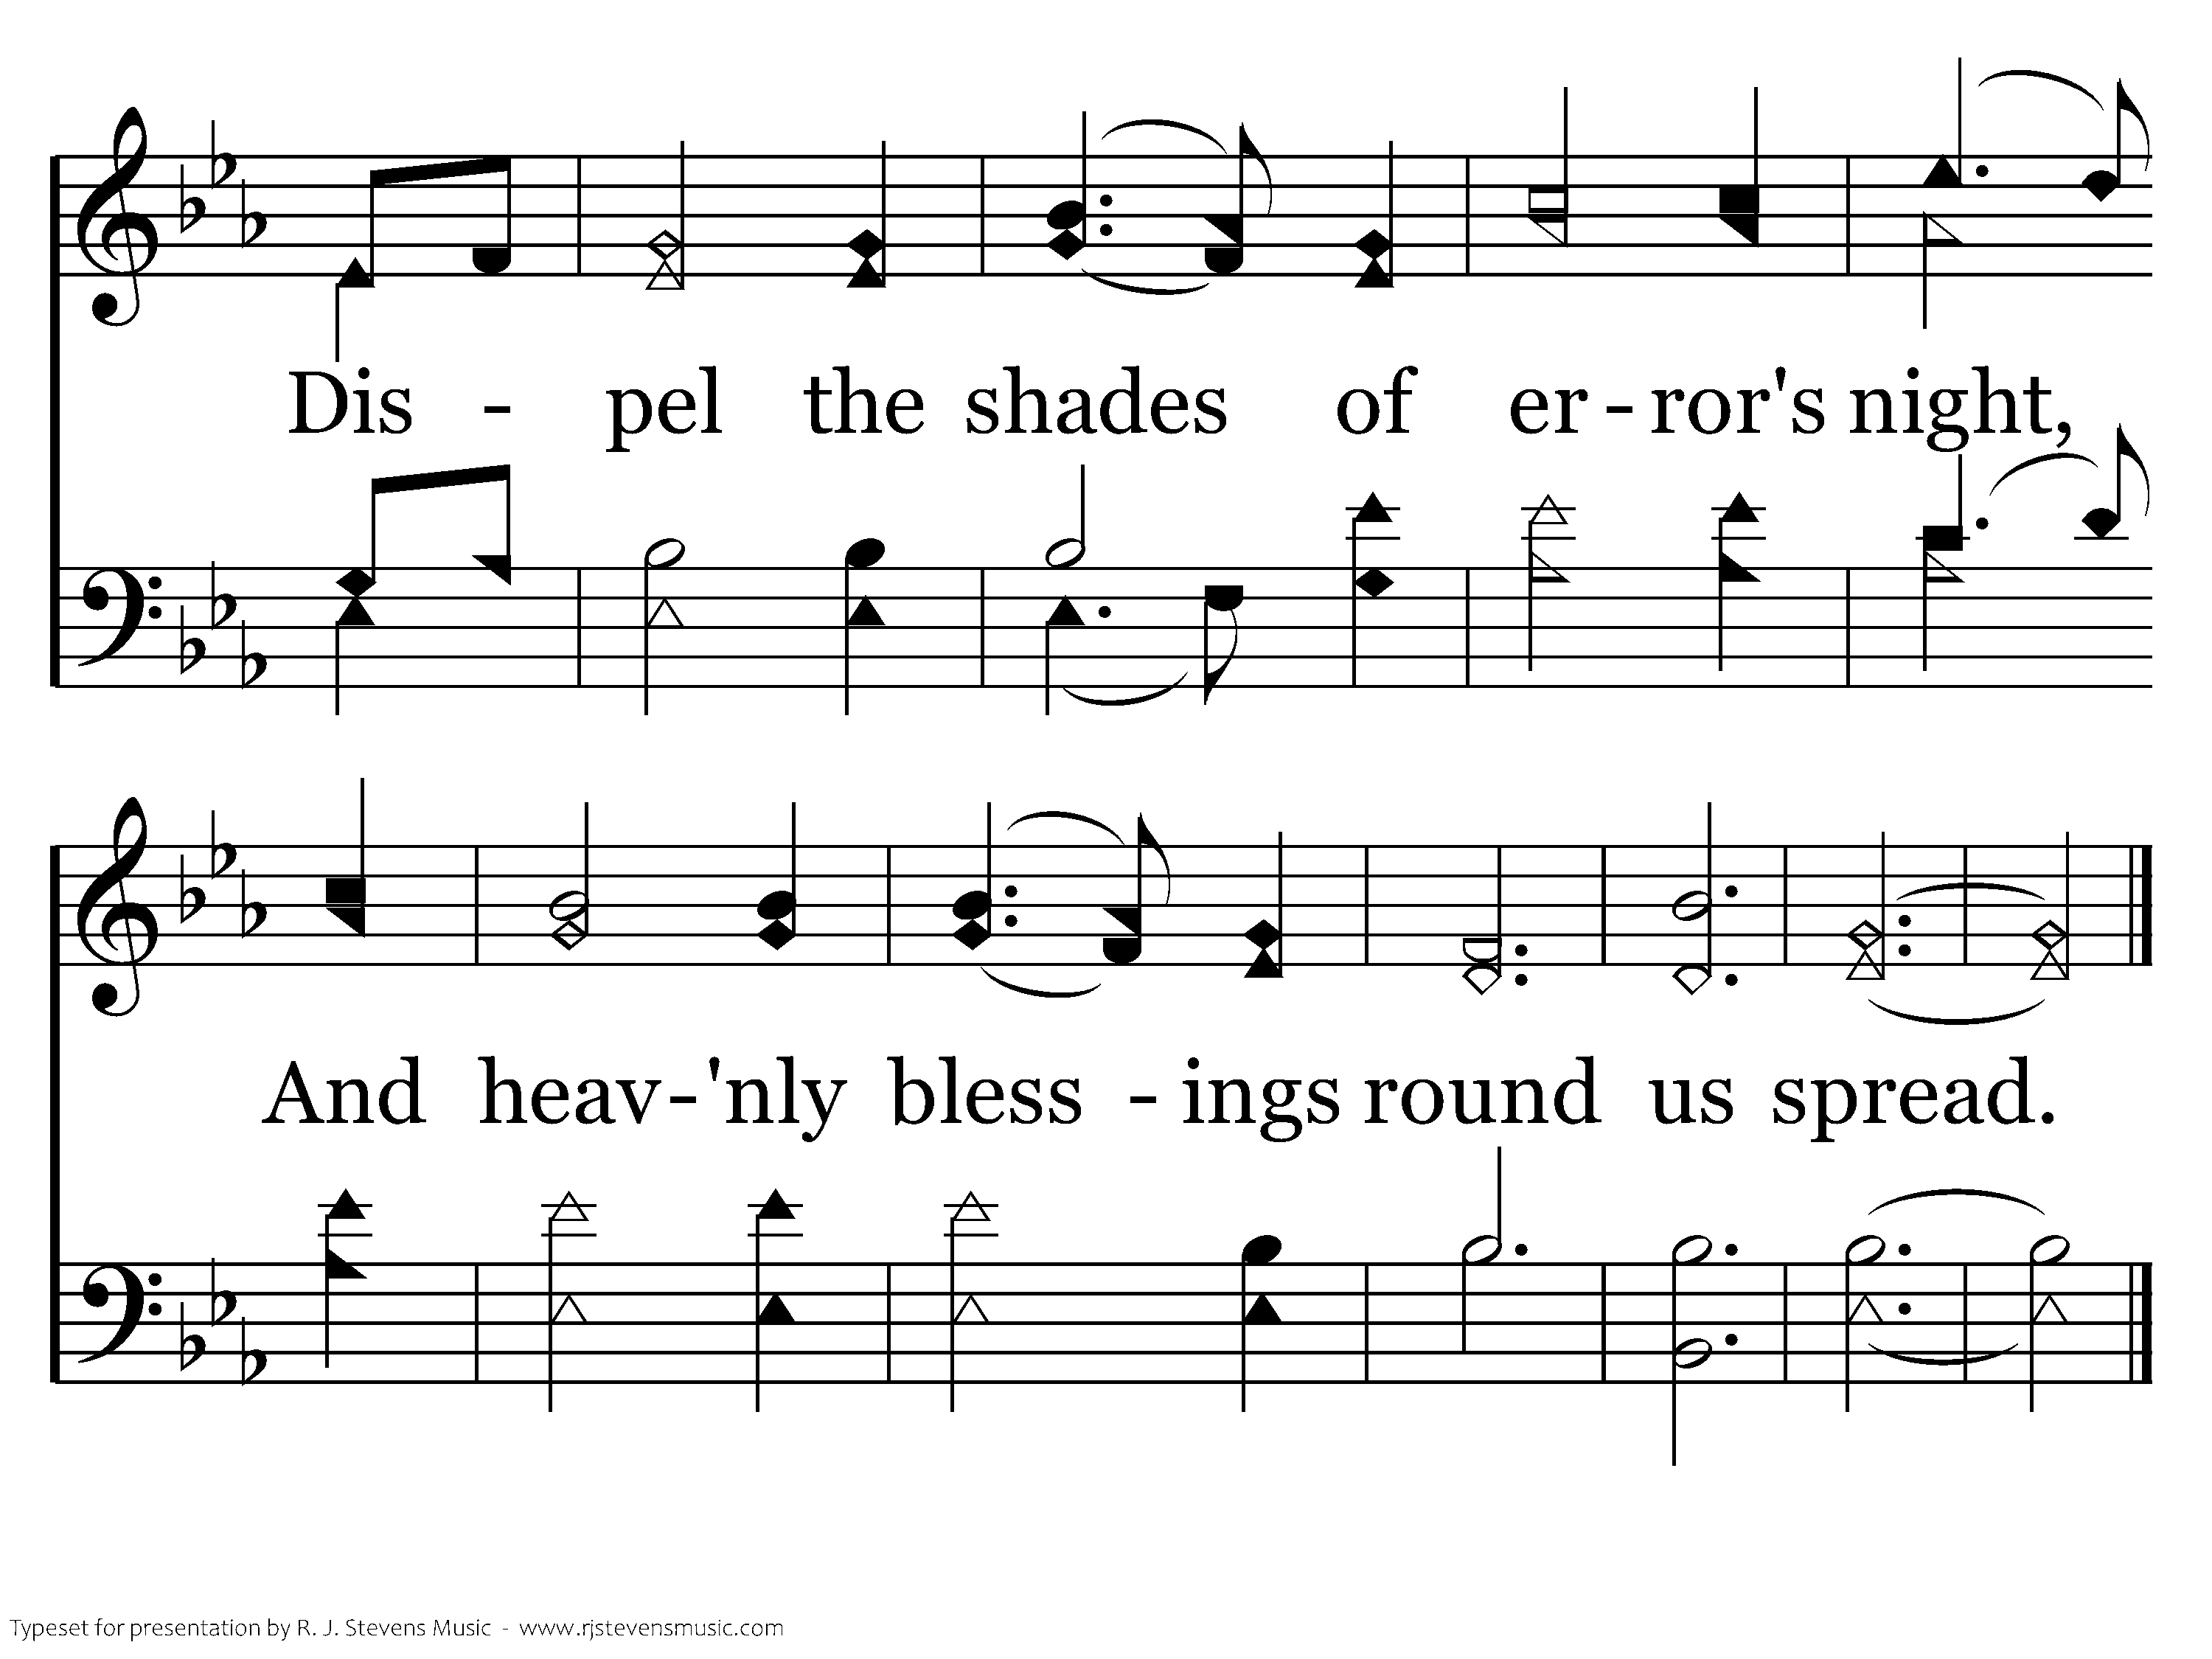 Dis - pel the shades of er - ror's night,
And heav - 'nly bless - ings round us spread.
Typeset for presentation by R. J. Stevens Music - www.rjstevensmusic.com